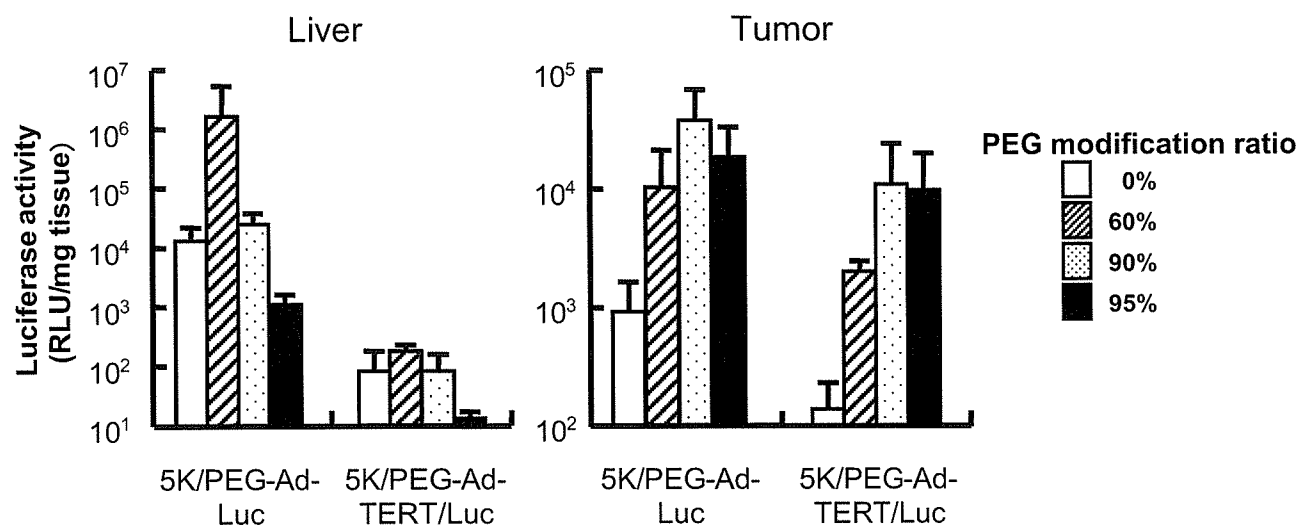 Liver
Tumor
Luciferase activity
(RLU/mg tissue)
10⁷
10⁶
10⁵
10⁴
10³
10²
10¹
5K/PEG-Ad-
Luc
5K/PEG-Ad-
TERT/Luc
10⁵
10⁴
10³
10²
5K/PEG-Ad-
Luc
5K/PEG-Ad-
TERT/Luc
PEG modification ratio
0%
60%
90%
95%